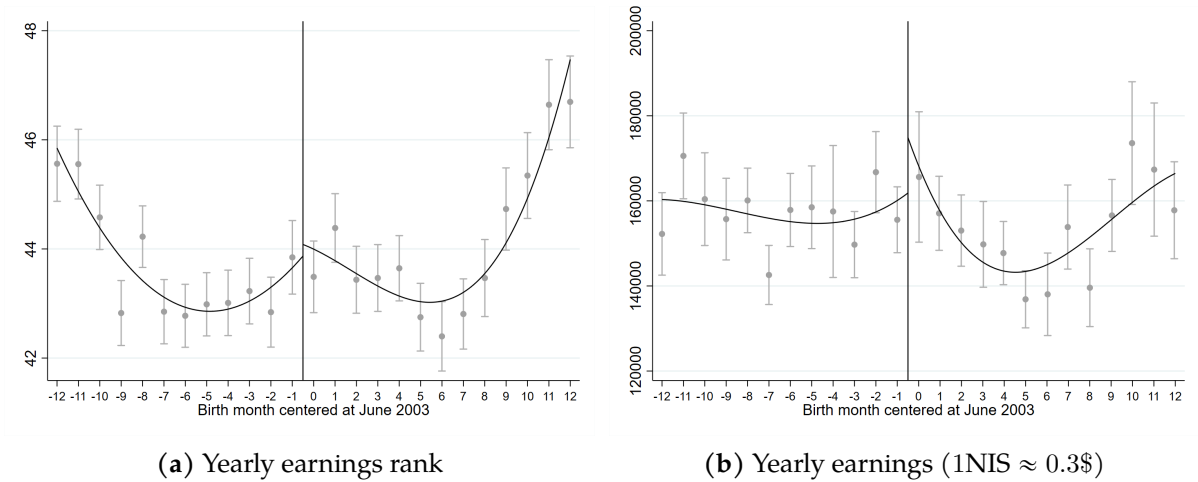 48
46
44
42
-12 -11 -10 -9 -8 -7 -6 -5 -4 -3 -2 -1 0 1 2 3 4 5 6 7 8 9 10 11 12
Birth month centered at June 2003
(a) Yearly earnings rank
200000
180000
160000
140000
120000
-12 -11 -10 -9 -8 -7 -6 -5 -4 -3 -2 -1 0 1 2 3 4 5 6 7 8 9 10 11 12
Birth month centered at June 2003
(b) Yearly earnings (1NIS ≈ 0.3$)